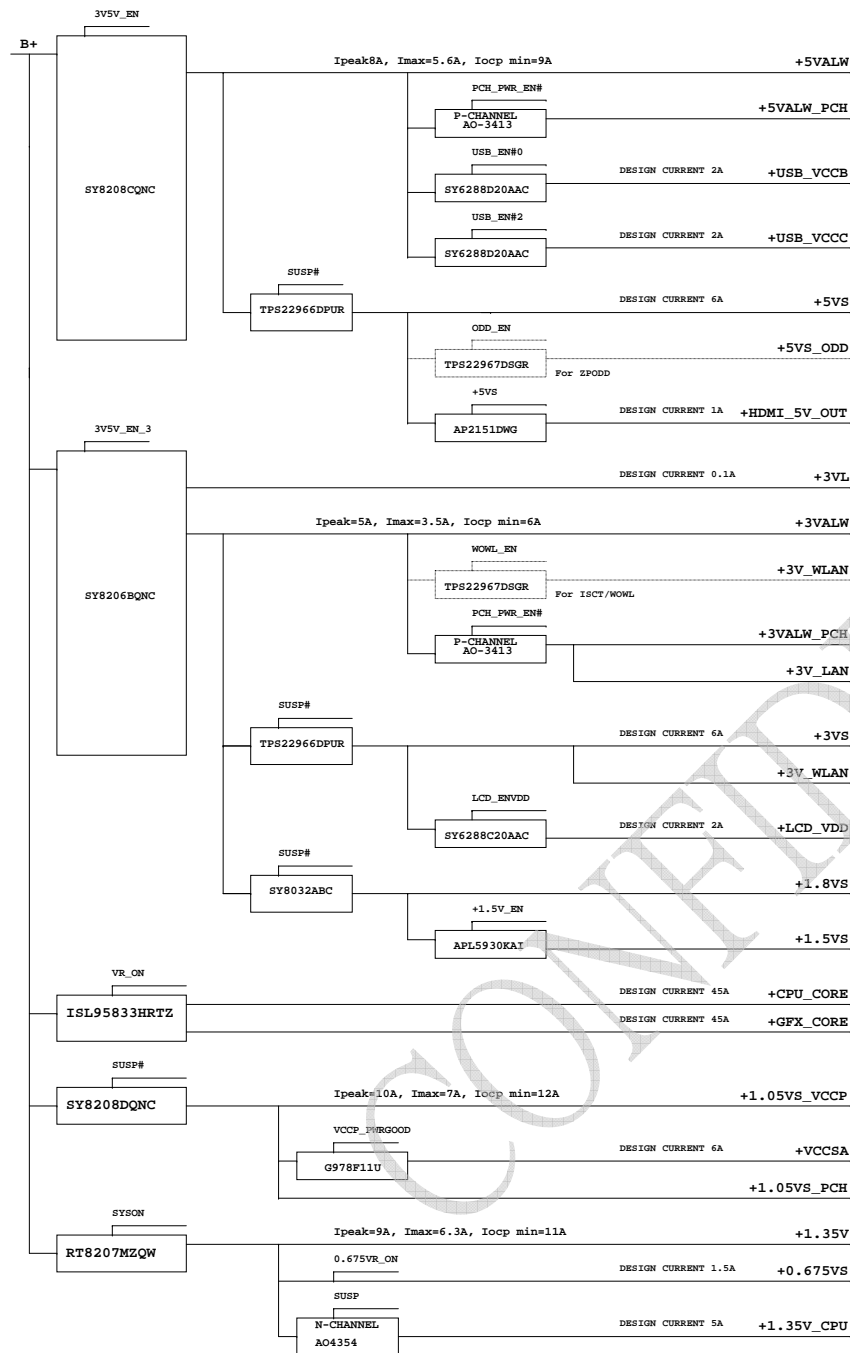 3V5V_EN
B+
Ipeak8A, Imax=5.6A, Iocp min=9A
+5VALW
SY8208CQNC
PCH_PWR_EN#
P-CHANNEL
AO-3413
+5VALW_PCH
USB_EN#0
SY6288D20AAC
DESIGN CURRENT 2A
+USB_VCCB
USB_EN#2
SY6288D20AAC
DESIGN CURRENT 2A
+USB_VCCC
SUSP#
TPS22966DPUR
DESIGN CURRENT 6A
+5VS
ODD_EN
TPS22967DSGR
For ZPODD
+5VS_ODD
+5VS
AP2151DWG
DESIGN CURRENT 1A
+HDMI_5V_OUT
3V5V_EN_3
SY8206BQNC
DESIGN CURRENT 0.1A
+3VL
Ipeak=5A, Imax=3.5A, Iocp min=6A
+3VALW
WOWL_EN
TPS22967DSGR
For ISCT/WOWL
+3V_WLAN
PCH_PWR_EN#
P-CHANNEL
AO-3413
+3VALW_PCH
+3V_LAN
SUSP#
TPS22966DPUR
DESIGN CURRENT 6A
+3VS
+3V_WLAN
LCD_ENVDD
SY6288C20AAC
DESIGN CURRENT 2A
+LCD_VDD
SUSP#
SY8032ABC
+1.8VS
+1.5V_EN
APL5930KAI
+1.5VS
VR_ON
ISL95833HRTZ
DESIGN CURRENT 45A
+CPU_CORE
DESIGN CURRENT 45A
+GFX_CORE
SUSP#
SY8208DQNC
Ipeak=10A, Imax=7A, Iocp min=12A
+1.05VS_VCCP
VCCP_PWRGOOD
G978F11U
DESIGN CURRENT 6A
+VCCSA
+1.05VS_PCH
SYSON
RT8207MZQW
Ipeak=9A, Imax=6.3A, Iocp min=11A
+1.35V
0.675VR_ON
DESIGN CURRENT 1.5A
+0.675VS
SUSP
N-CHANNEL
AO4354
DESIGN CURRENT 5A
+1.35V_CPU
CONFID